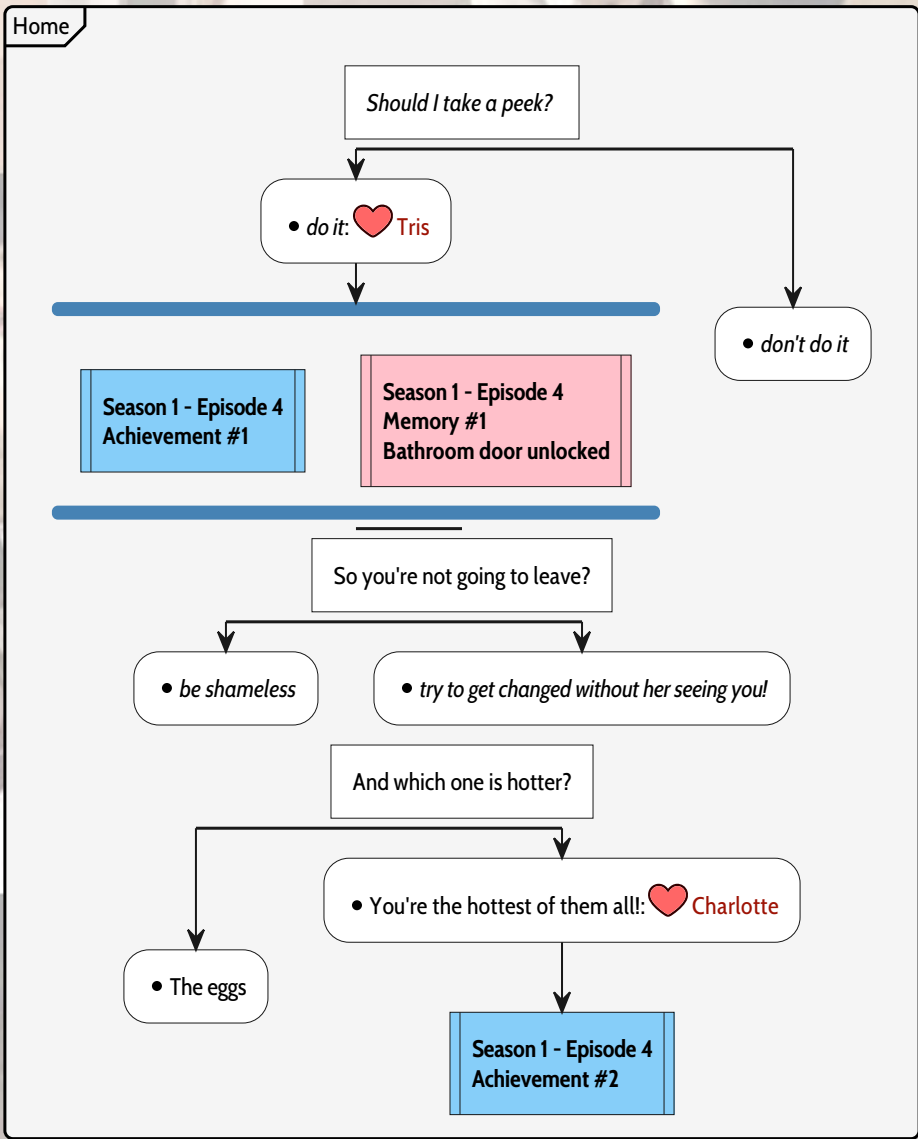 Home
Should I take a peek?
• do it: Tris
• don't do it
Season 1 - Episode 4
Achievement #1
Season 1 - Episode 4
Memory #1
Bathroom door unlocked
So you're not going to leave?
• be shameless
• try to get changed without her seeing you!
And which one is hotter?
• You're the hottest of them all!: Charlotte
• The eggs
Season 1 - Episode 4
Achievement #2